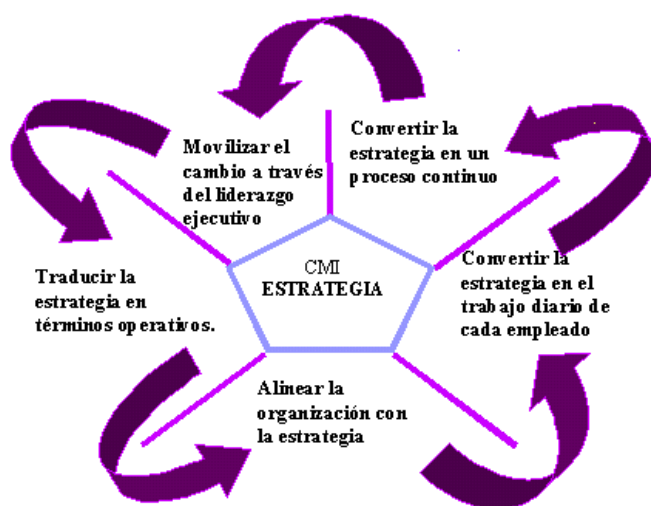 Movilizar el
cambio a través
del liderazgo
ejecutivo
Convertir la
estrategia en un
proceso continuo
CMI
ESTRATEGIA
Traducir la
estrategia en
términos operativos.
Convertir la
estrategia en el
trabajo diario de
cada empleado
Alinear la
organización con
la estrategia